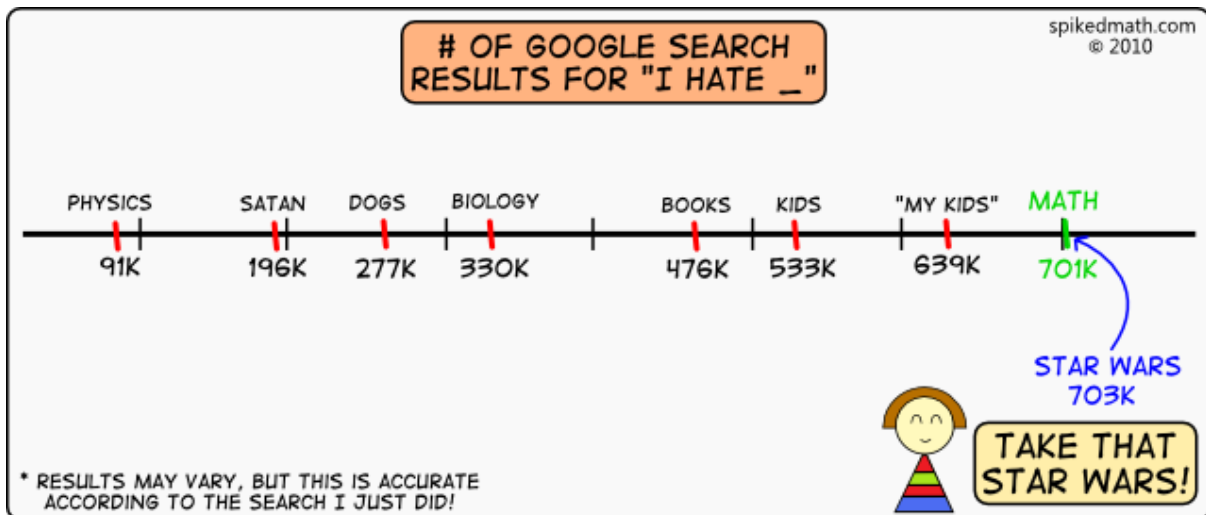 # OF GOOGLE SEARCH
RESULTS FOR "I HATE _"
spikedmath.com
© 2010
PHYSICS
SATAN
DOGS
BIOLOGY
BOOKS
KIDS
"MY KIDS"
MATH
91K
196K
277K
330K
476K
533K
639K
701K
STAR WARS
703K
TAKE THAT
STAR WARS!
* RESULTS MAY VARY, BUT THIS IS ACCURATE
ACCORDING TO THE SEARCH I JUST DID!